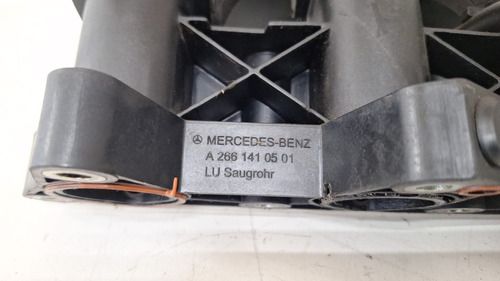 MERCEDES-BENZ
A 266 141 05 01
LU Saugrohr